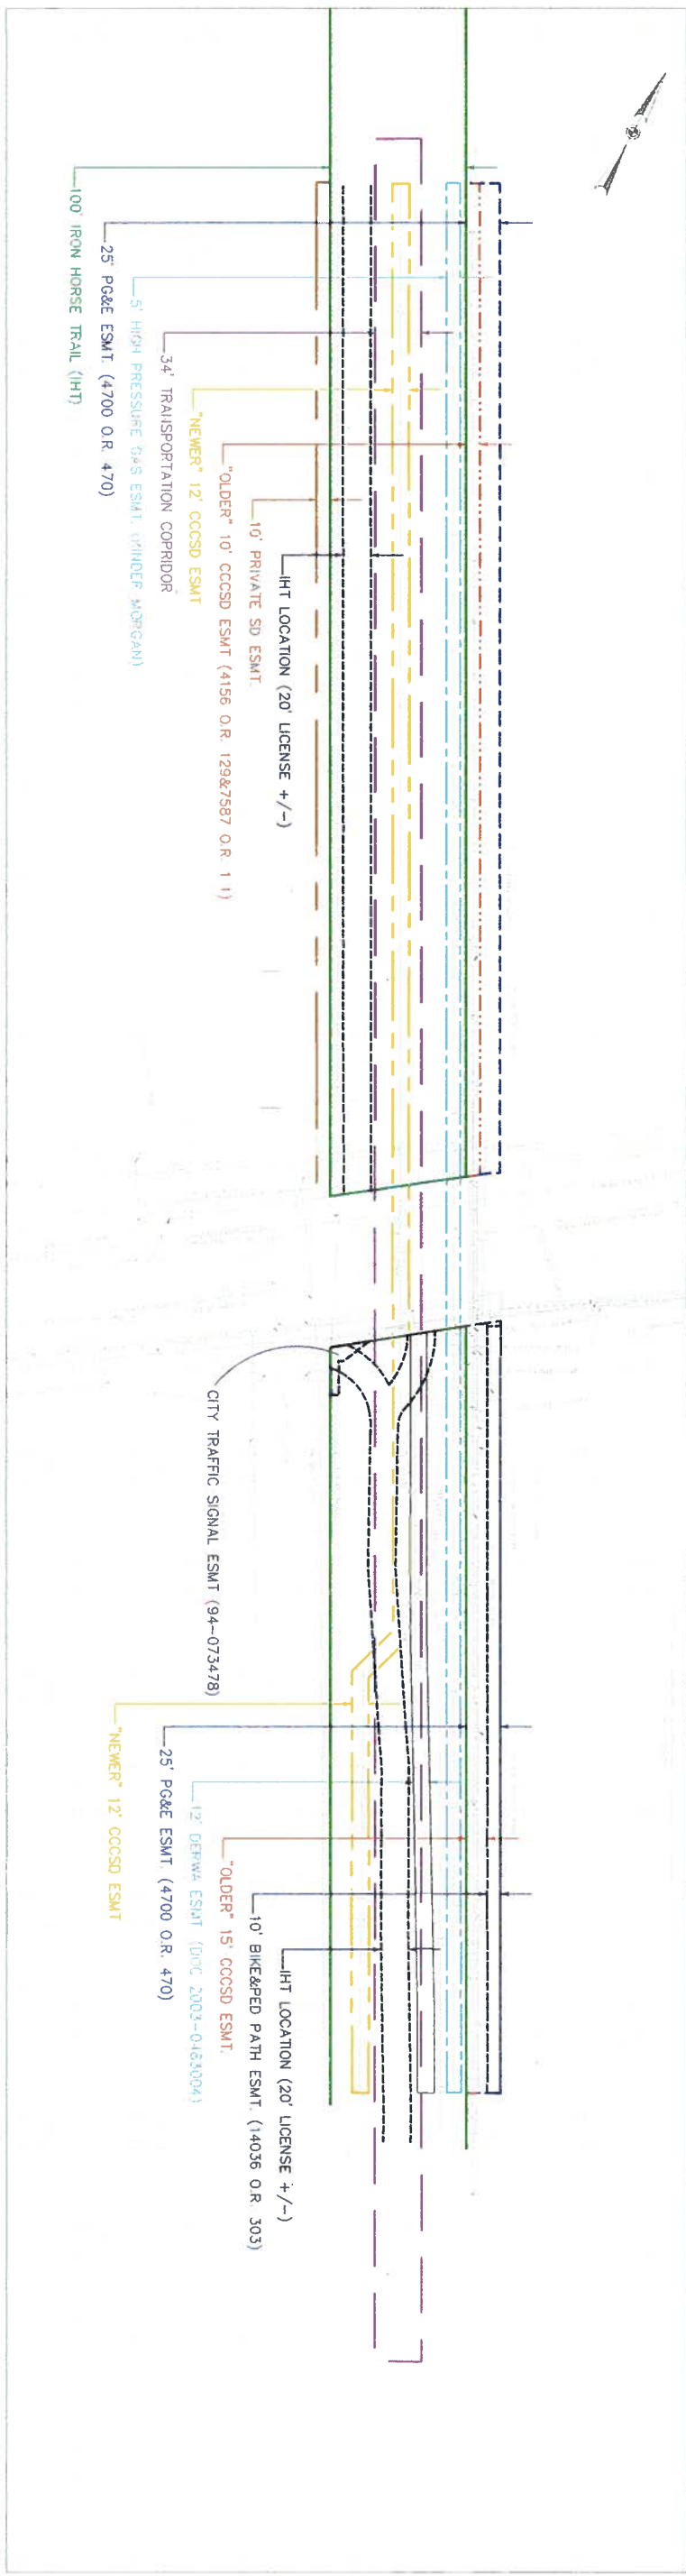 100' IRON HORSE TRAIL (IHT)
25' PG&E ESMT. (4700 O.R. 470)
5' HIGH PRESSURE GAS ESMT. (KINDER MORGAN)
34' TRANSPORTATION CORRIDOR
"NEWER" 12' CCCSD ESMT
"OLDER" 10' CCCSD ESMT (4156 O.R. 129&7587 O.R. 1 1)
10' PRIVATE SD ESMT.
IHT LOCATION (20' LICENSE +/-)
CITY TRAFFIC SIGNAL ESMT (94-073478)
"NEWER" 12' CCCSD ESMT
25' PG&E ESMT. (4700 O.R. 470)
12' DERWA ESMT (DOC 2003-0483004)
"OLDER" 15' CCCSD ESMT.
10' BIKE&PED PATH ESMT. (14036 O.R. 303)
IHT LOCATION (20' LICENSE +/-)